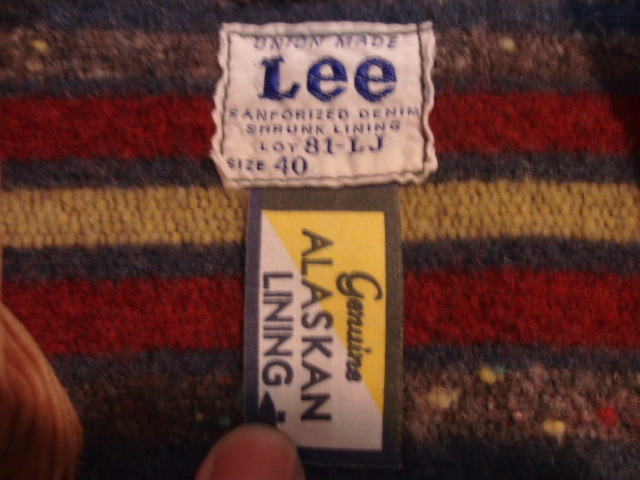 UNION MADE
Lee
SANFORIZED DENIM
SHRUNK LINING
LOT 81-LJ
SIZE 40
Genuine
ALASKAN
LINING